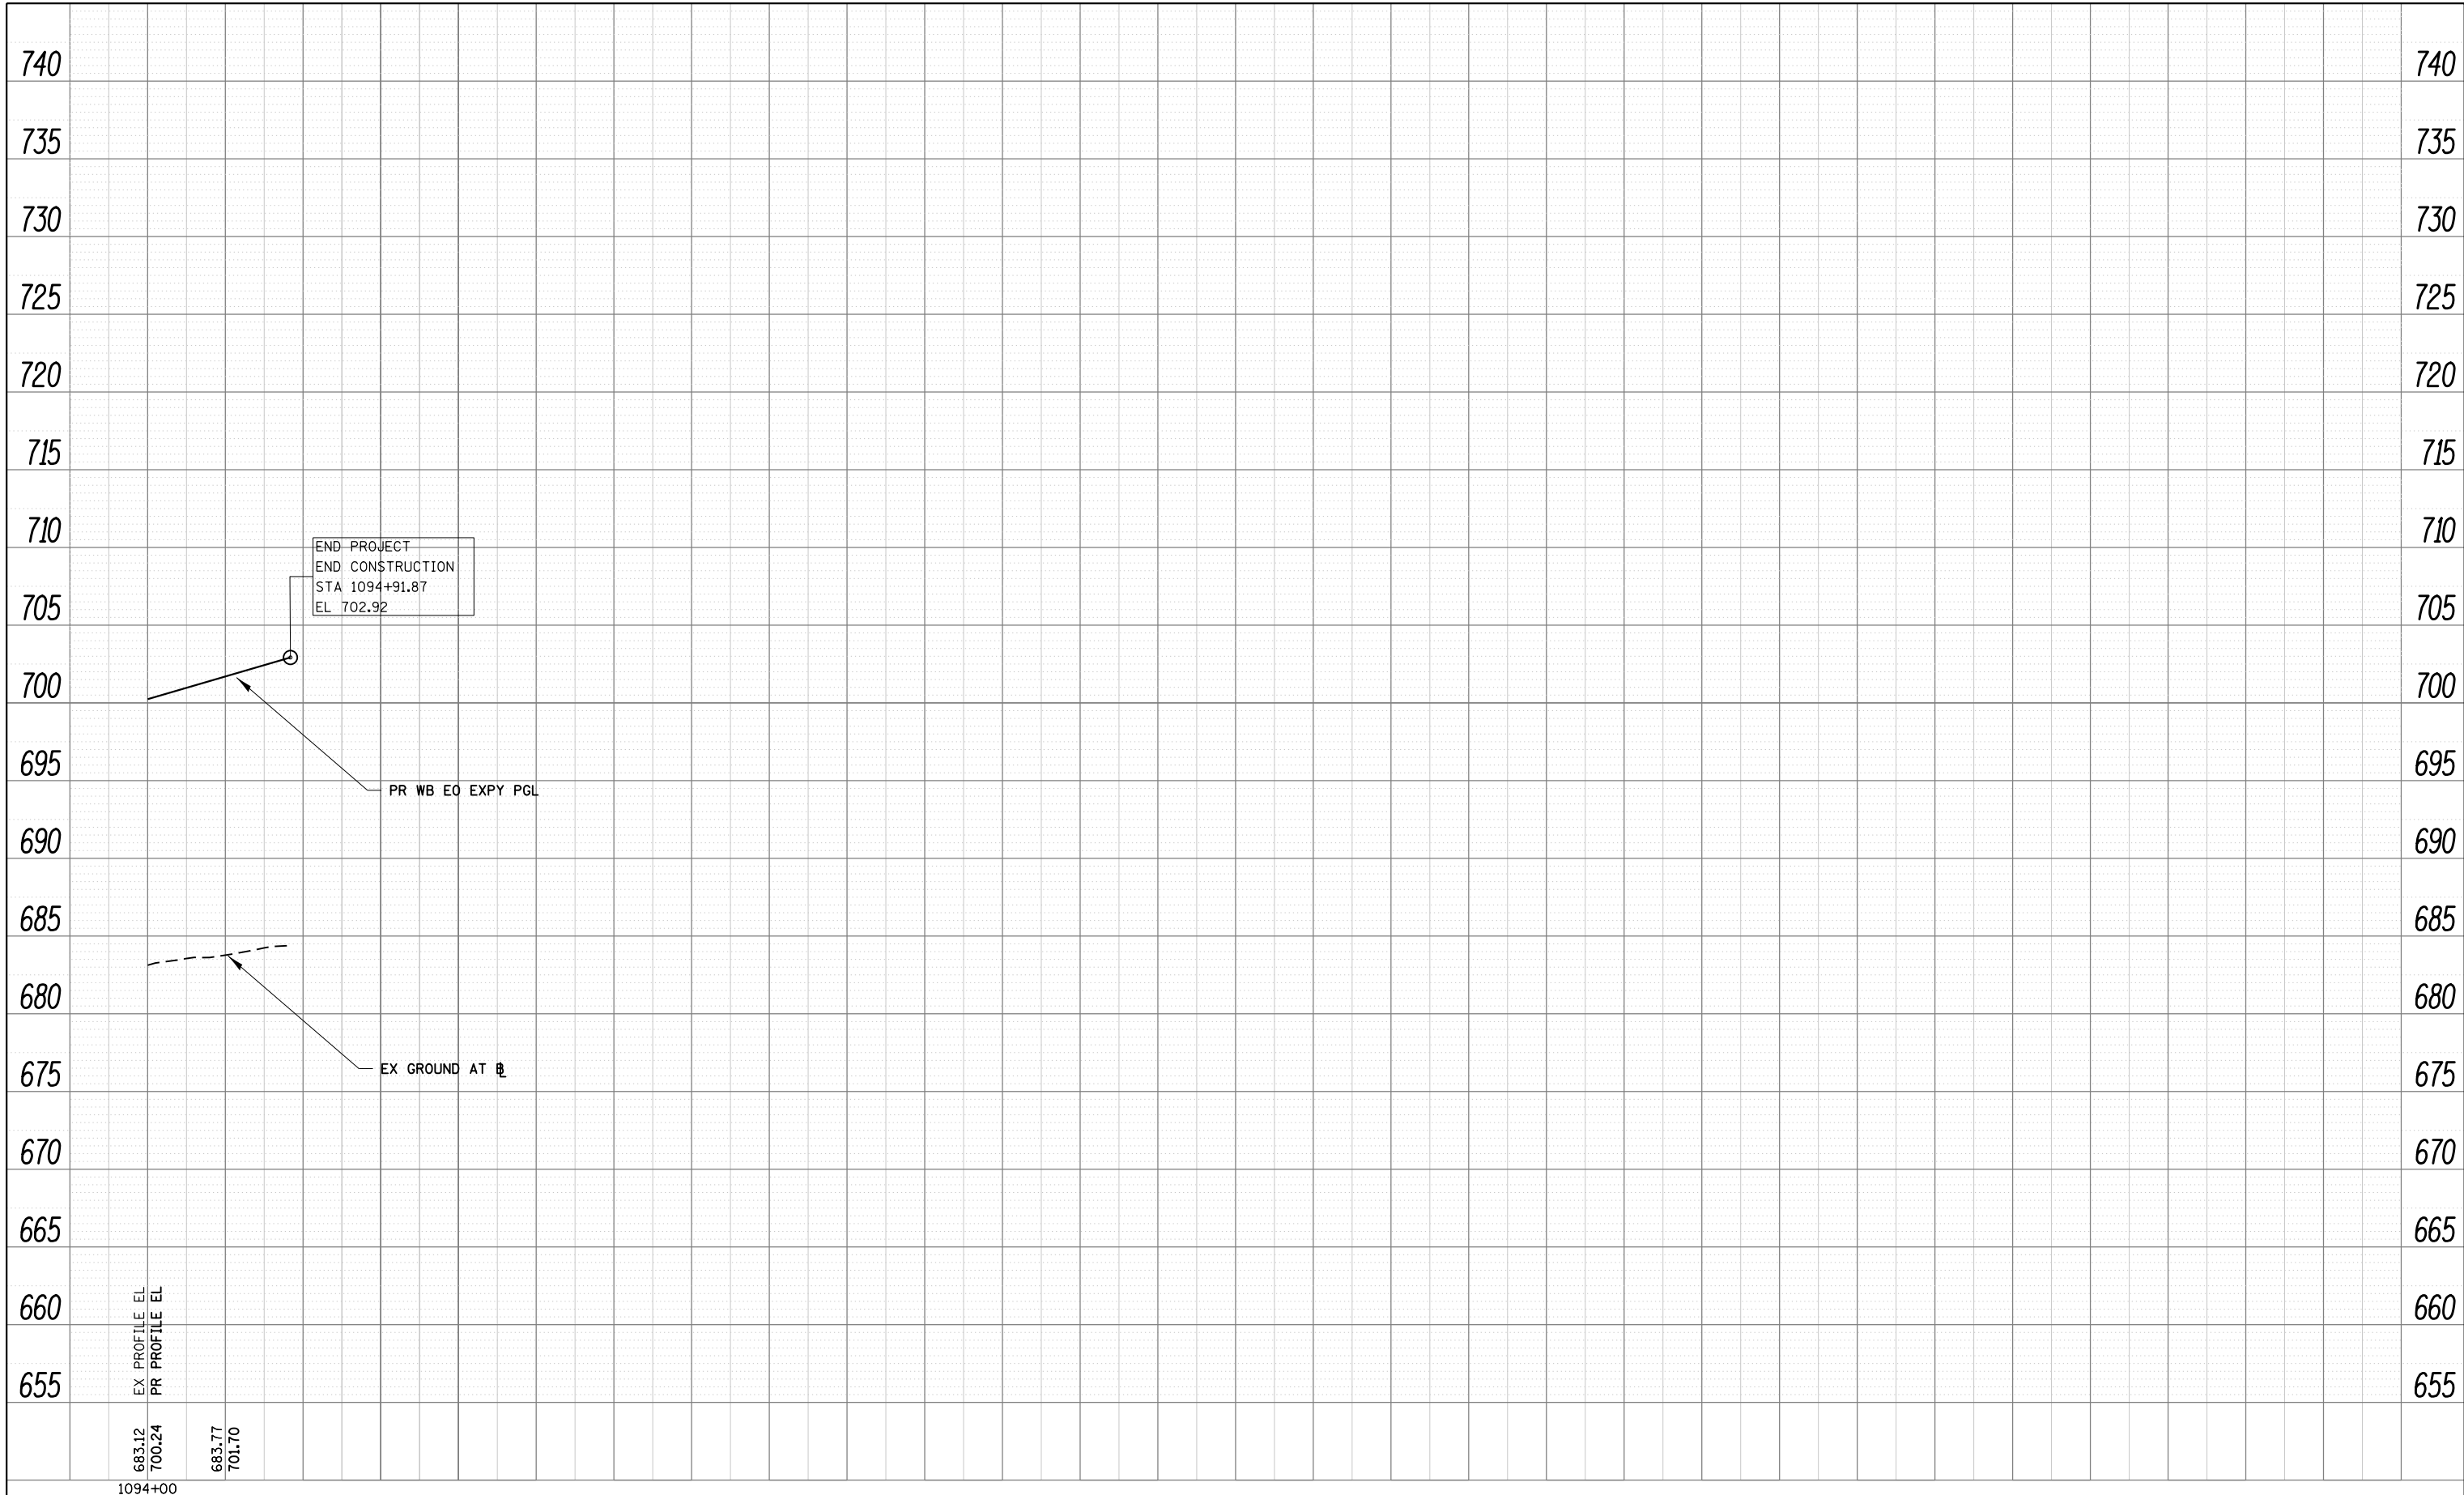 740 740
735 735
730 730
725 725
720 720
715 715
710 710
END PROJECT
END CONSTRUCTION
STA 1094+91.87
EL 702.92
705 705
700 700
695 695
PR WB EO EXPY PGL
690 690
685 685
680 680
EX GROUND AT BL
675 675
670 670
665 665
660 660
EX PROFILE EL
PR PROFILE EL
655 655
683.12
700.24
683.77
701.70
1094+00